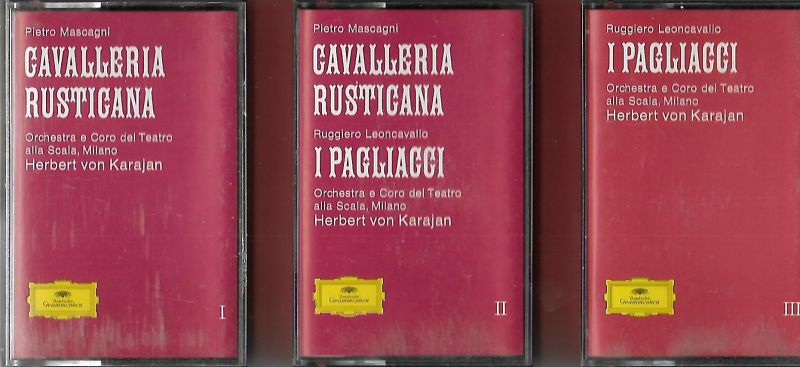 Pietro Mascagni
CAVALLERIA
RUSTICANA
Orchestra e Coro del Teatro
alla Scala, Milano
Herbert von Karajan
Deutsche
Grammophon
I
Pietro Mascagni
CAVALLERIA
RUSTICANA
Ruggiero Leoncavallo
I PAGLIACCI
Orchestra e Coro del Teatro
alla Scala, Milano
Herbert von Karajan
Deutsche
Grammophon
II
Ruggiero Leoncavallo
I PAGLIACCI
Orchestra e Coro del Teatro
alla Scala, Milano
Herbert von Karajan
Deutsche
Grammophon
III